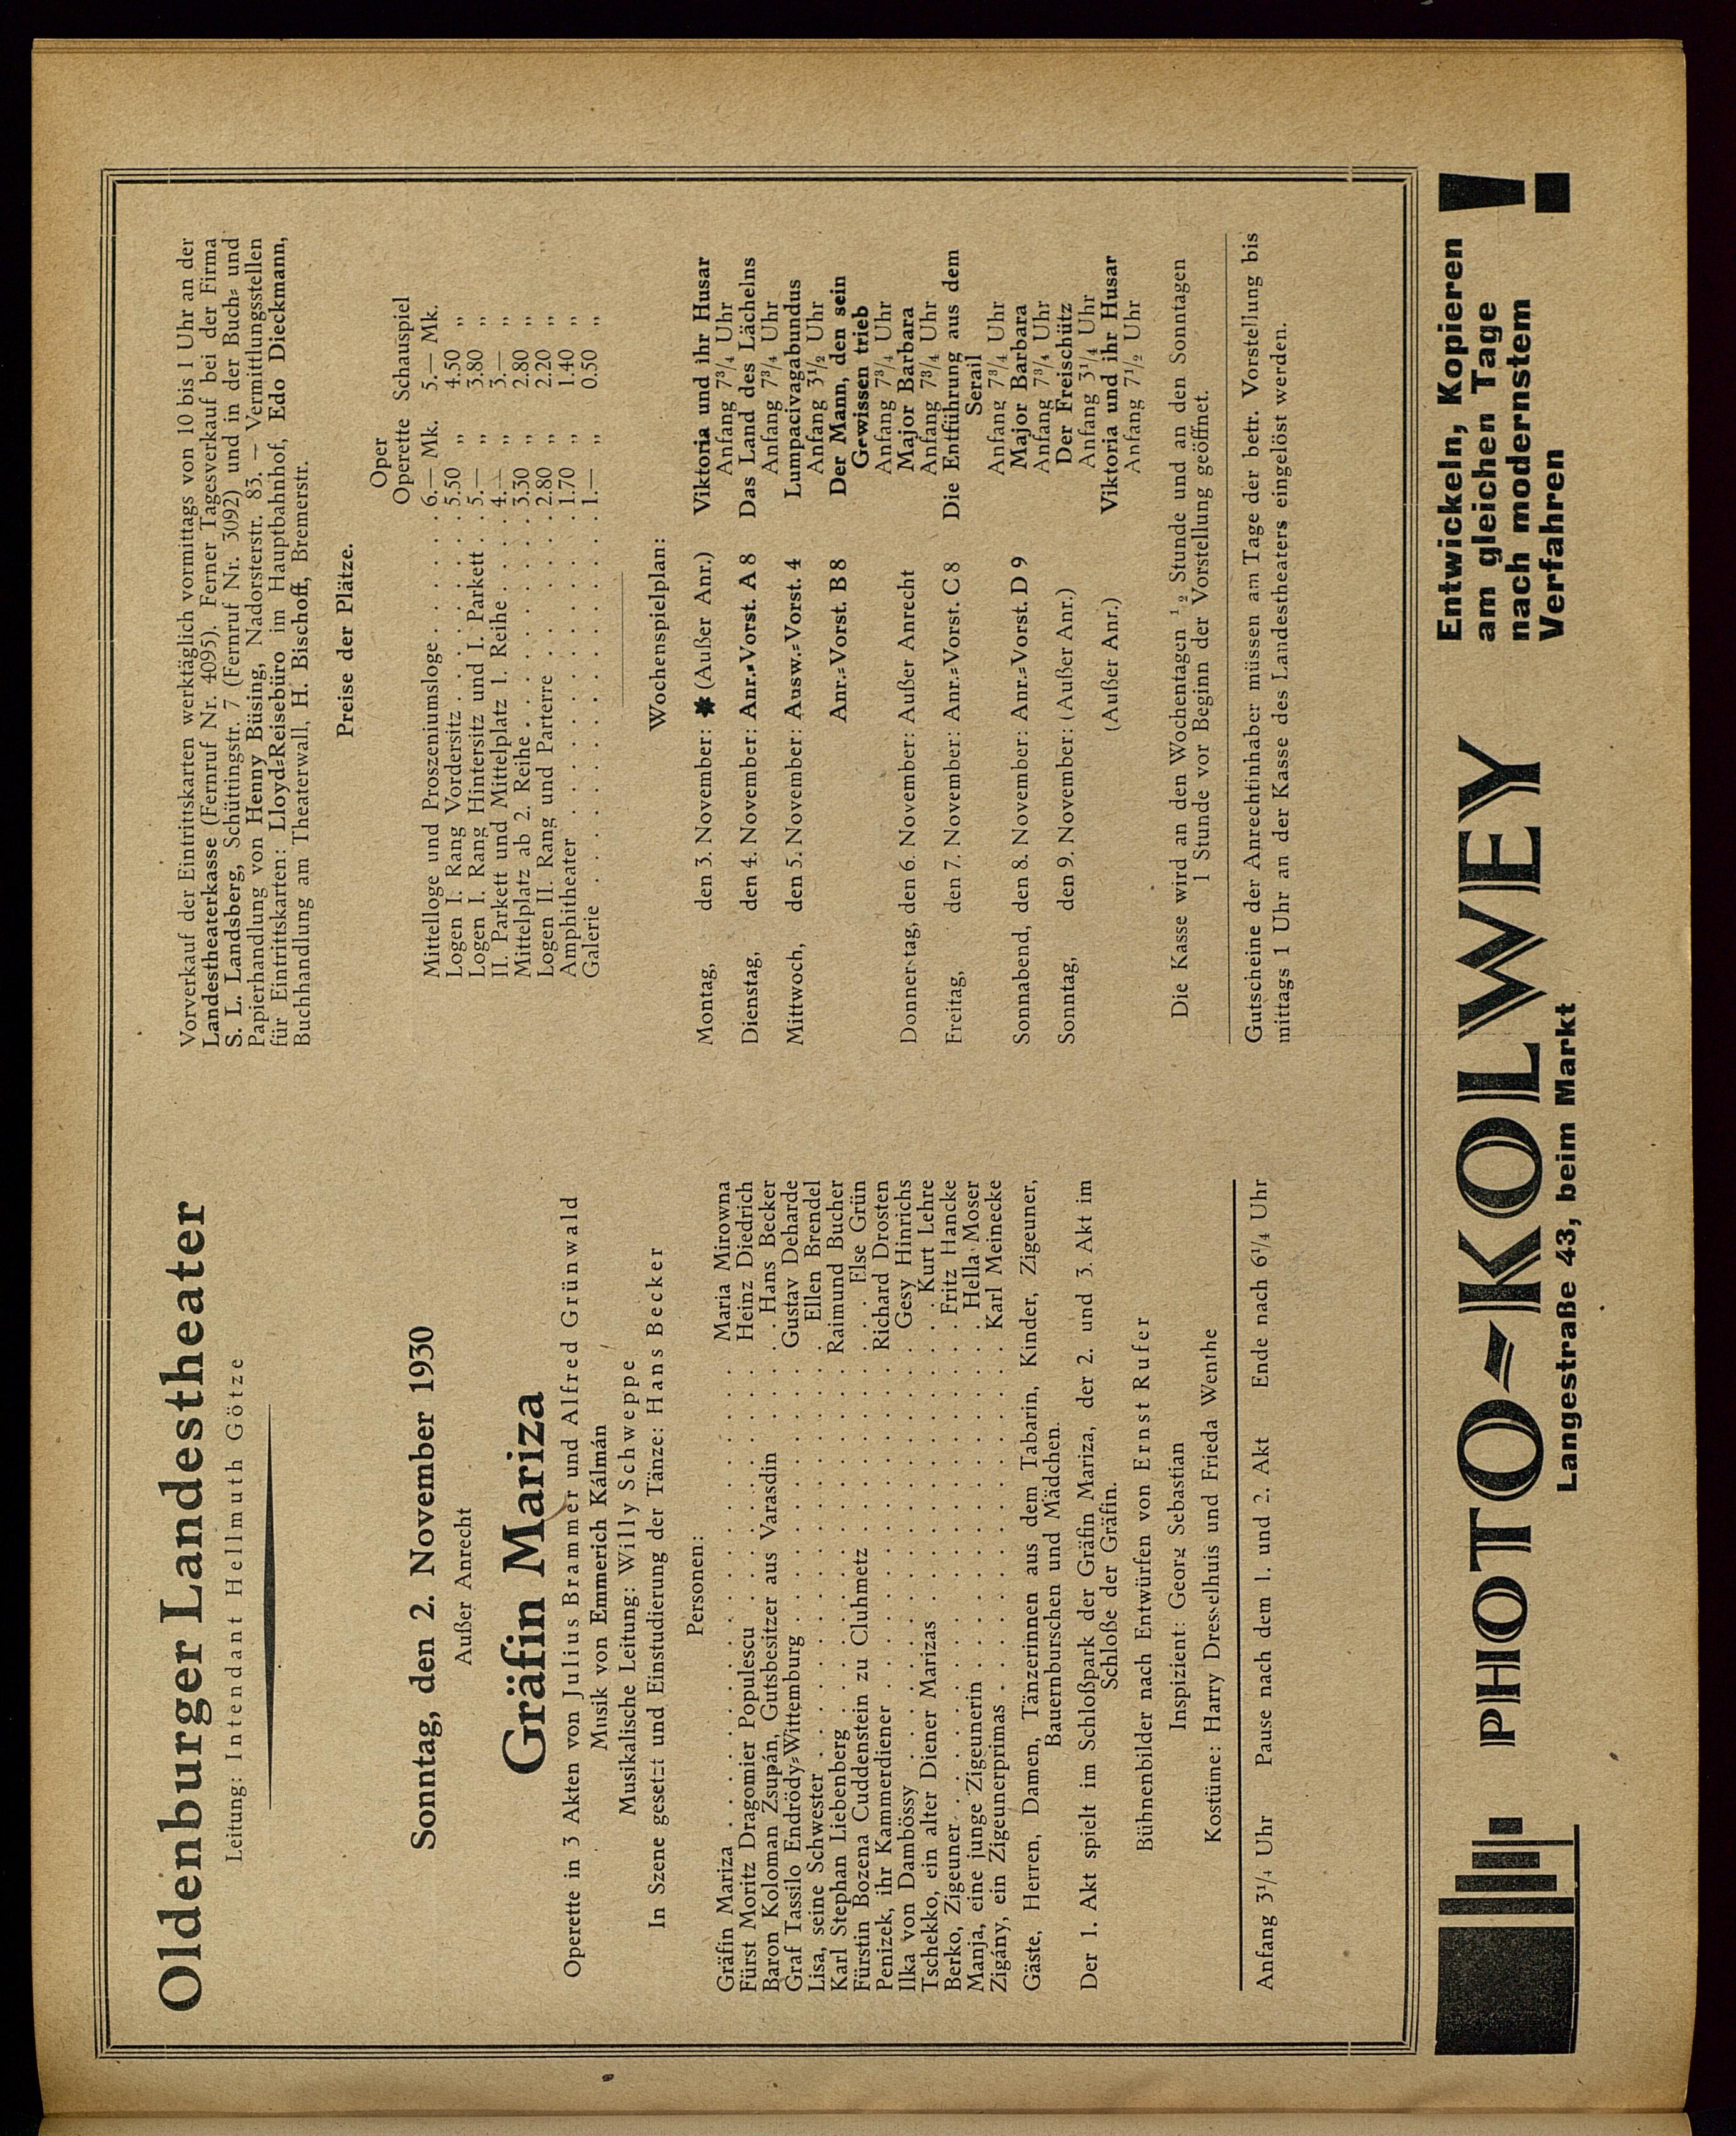 Oldenburger Landestheater
Leitung: Intendant Hellmuth Götze
Sonntag, den 2. November 1930
Außer Anrecht
Gräfin Mariza
Operette in 3 Akten von Julius Brammer und Alfred Grünwald
Musik von Emmerich Kálmán
Musikalische Leitung: Willy Schweppe
In Szene gesetzt und Einstudierung der Tänze: Hans Becker
Personen:
Gräfin Mariza . . . . . . . . . . Maria Mirowna
Fürst Moritz Dragomier Populescu . . . . . . . . . . Heinz Diedrich
Baron Koloman Zsupán, Gutsbesitzer aus Varasdin . . . . . Hans Becker
Graf Tassilo Endrödy-Wittemburg . . . . . . . . . . Gustav Deharde
Lisa, seine Schwester . . . . . . . . . . Ellen Brendel
Karl Stephan Liebenberg . . . . . . . . . . Raimund Bucher
Fürstin Bozena Cuddenstein zu Cluhmetz . . . . . . . . . . Else Grün
Penizek, ihr Kammerdiener . . . . . . . . . . Richard Drosten
Ilka von Dambössy . . . . . . . . . . Gesy Hinrichs
Tschekko, ein alter Diener Marizas . . . . . . . . . . Kurt Lehre
Berko, Zigeuner . . . . . . . . . . Fritz Hancke
Manja, eine junge Zigeunerin . . . . . . . . . . Hella Moser
Zigány, ein Zigeunerprimas . . . . . . . . . . Karl Meinecke
Gäste, Herren, Damen, Tänzerinnen aus dem Tabarin, Kinder, Zigeuner,
Bauernburschen und Mädchen.
Der 1. Akt spielt im Schloßpark der Gräfin Mariza, der 2. und 3. Akt im
Schloße der Gräfin.
Bühnenbilder nach Entwürfen von Ernst Rufer
Inspizient: Georg Sebastian
Kostüme: Harry Dresselhuis und Frieda Wenthe
Anfang 3¼ Uhr Pause nach dem 1. und 2. Akt Ende nach 6¼ Uhr
Vorverkauf der Eintrittskarten werktäglich vormittags von 10 bis 1 Uhr an der
Landestheaterkasse (Fernruf Nr. 4095). Ferner Tagesverkauf bei der Firma
S. L. Landsberg, Schüttingstr. 7 (Fernruf Nr. 3092) und in der Buch- und
Papierhandlung von Henny Büsing, Nadorsterstr. 83. — Vermittlungsstellen
für Eintrittskarten: Lloyd-Reisebüro im Hauptbahnhof, Edo Dieckmann,
Buchhandlung am Theaterwall, H. Bischoff, Bremerstr.
Preise der Plätze.
Oper
Operette Schauspiel
Mittelloge und Proszeniumsloge . . . . . . 6.— Mk. 5.— Mk.
Logen I. Rang Vordersitz . . . . . . 5.50 „ 4.50 „
Logen I. Rang Hintersitz und I. Parkett . . 5.— „ 3.80 „
II. Parkett und Mittelplatz 1. Reihe . . . . 4.— „ 3.— „
Mittelplatz ab 2. Reihe . . . . . . 3.30 „ 2.80 „
Logen II. Rang und Parterre . . . . . . 2.80 „ 2.20 „
Amphitheater . . . . . . 1.70 „ 1.40 „
Galerie . . . . . . 1.— „ 0.50 „
Wochenspielplan:
Montag, den 3. November: ✱ (Außer Anr.) Viktoria und ihr Husar
Anfang 7¾ Uhr
Dienstag, den 4. November: Anr.-Vorst. A 8 Das Land des Lächelns
Anfang 7¾ Uhr
Mittwoch, den 5. November: Ausw.-Vorst. 4 Lumpacivagabundus
Anfang 3½ Uhr
Anr.-Vorst. B 8 Der Mann, den sein
Gewissen trieb
Anfang 7¾ Uhr
Donnerstag, den 6. November: Außer Anrecht Major Barbara
Anfang 7¾ Uhr
Freitag, den 7. November: Anr.-Vorst. C 8 Die Entführung aus dem
Serail
Anfang 7¾ Uhr
Sonnabend, den 8. November: Anr.-Vorst. D 9 Major Barbara
Anfang 7¾ Uhr
Sonntag, den 9. November: (Außer Anr.) Der Freischütz
Anfang 3¼ Uhr
(Außer Anr.) Viktoria und ihr Husar
Anfang 7½ Uhr
Die Kasse wird an den Wochentagen ½ Stunde und an den Sonntagen
1 Stunde vor Beginn der Vorstellung geöffnet.
Gutscheine der Anrechtinhaber müssen am Tage der betr. Vorstellung bis
mittags 1 Uhr an der Kasse des Landestheaters eingelöst werden.
PHOTO-KOLWEY
Langestraße 43, beim Markt
Entwickeln, Kopieren
am gleichen Tage
nach modernstem
Verfahren !